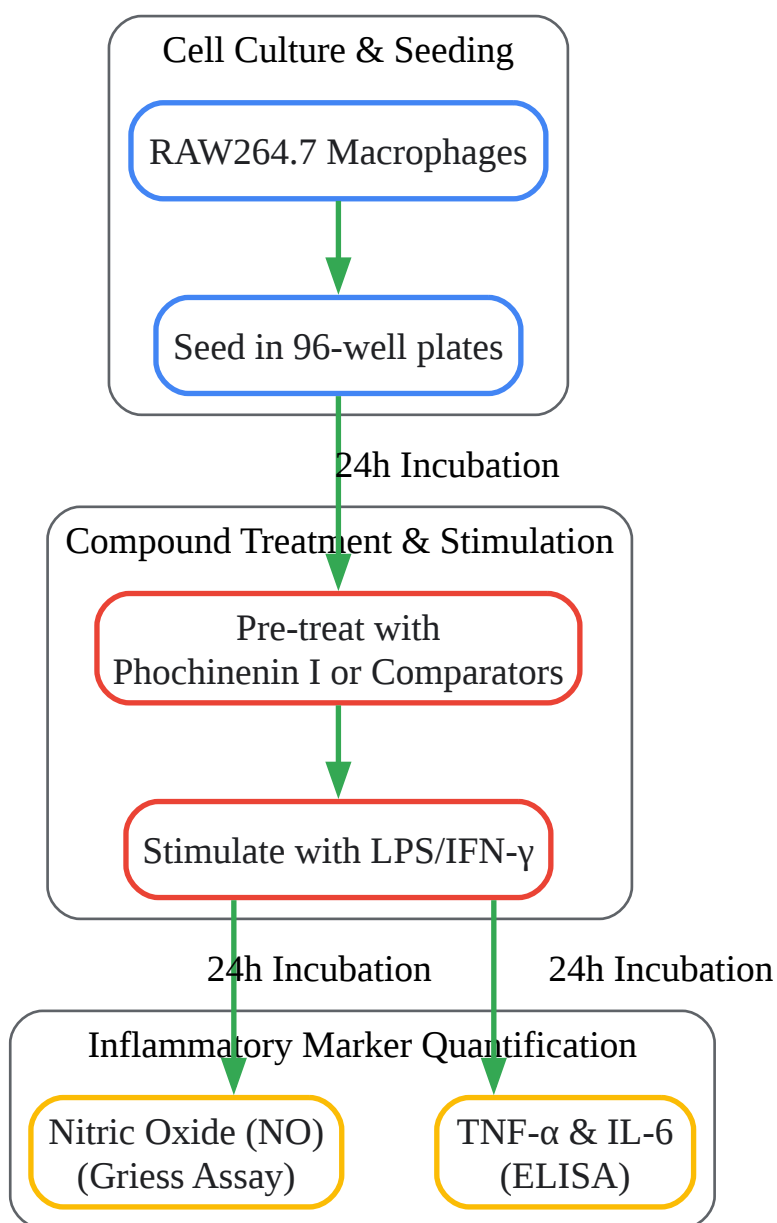 Cell Culture & Seeding
RAW264.7 Macrophages
Seed in 96-well plates
24h Incubation
Compound Treatment & Stimulation
Pre-treat with
Phochinenin I or Comparators
Stimulate with LPS/IFN-γ
24h Incubation
24h Incubation
Inflammatory Marker Quantification
Nitric Oxide (NO)
(Griess Assay)
TNF-α & IL-6
(ELISA)